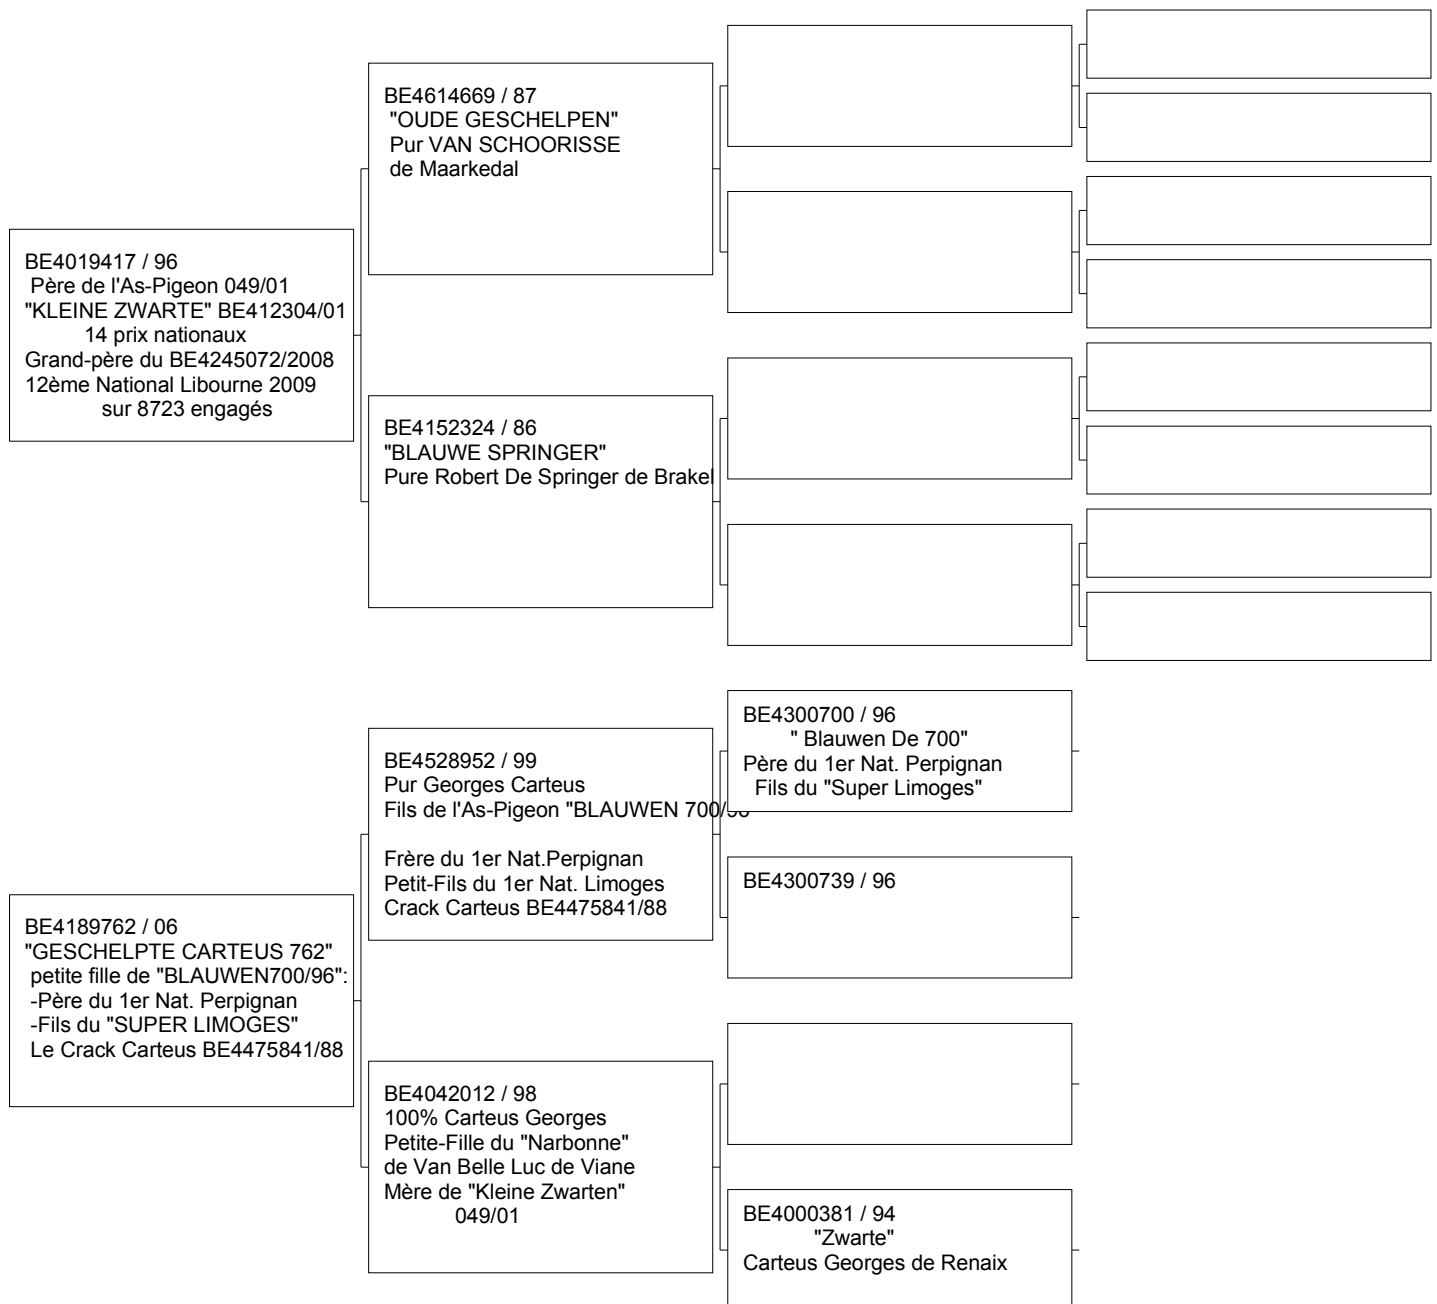 BE4019417 / 96
Père de l'As-Pigeon 049/01
"KLEINE ZWARTE" BE412304/01
14 prix nationaux
Grand-père du BE4245072/2008
12ème National Libourne 2009
sur 8723 engagés
BE4614669 / 87
"OUDE GESCHELPEN"
Pur VAN SCHOORISSE
de Maarkedal
BE4152324 / 86
"BLAUWE SPRINGER"
Pure Robert De Springer de Brakel
BE4189762 / 06
"GESCHELPTE CARTEUS 762"
petite fille de "BLAUWEN700/96":
-Père du 1er Nat. Perpignan
-Fils du "SUPER LIMOGES"
Le Crack Carteus BE4475841/88
BE4528952 / 99
Pur Georges Carteus
Fils de l'As-Pigeon "BLAUWEN
Frère du 1er Nat.Perpignan
Petit-Fils du 1er Nat. Limoges
Crack Carteus BE4475841/88
BE4042012 / 98
100% Carteus Georges
Petite-Fille du "Narbonne"
de Van Belle Luc de Viane
Mère de "Kleine Zwarten"
049/01
BE4300700 / 96
" Blauwen De 700"
Père du 1er Nat. Perpignan
Fils du "Super Limoges"
BE4300739 / 96
BE4000381 / 94
"Zwarte"
Carteus Georges de Renaix